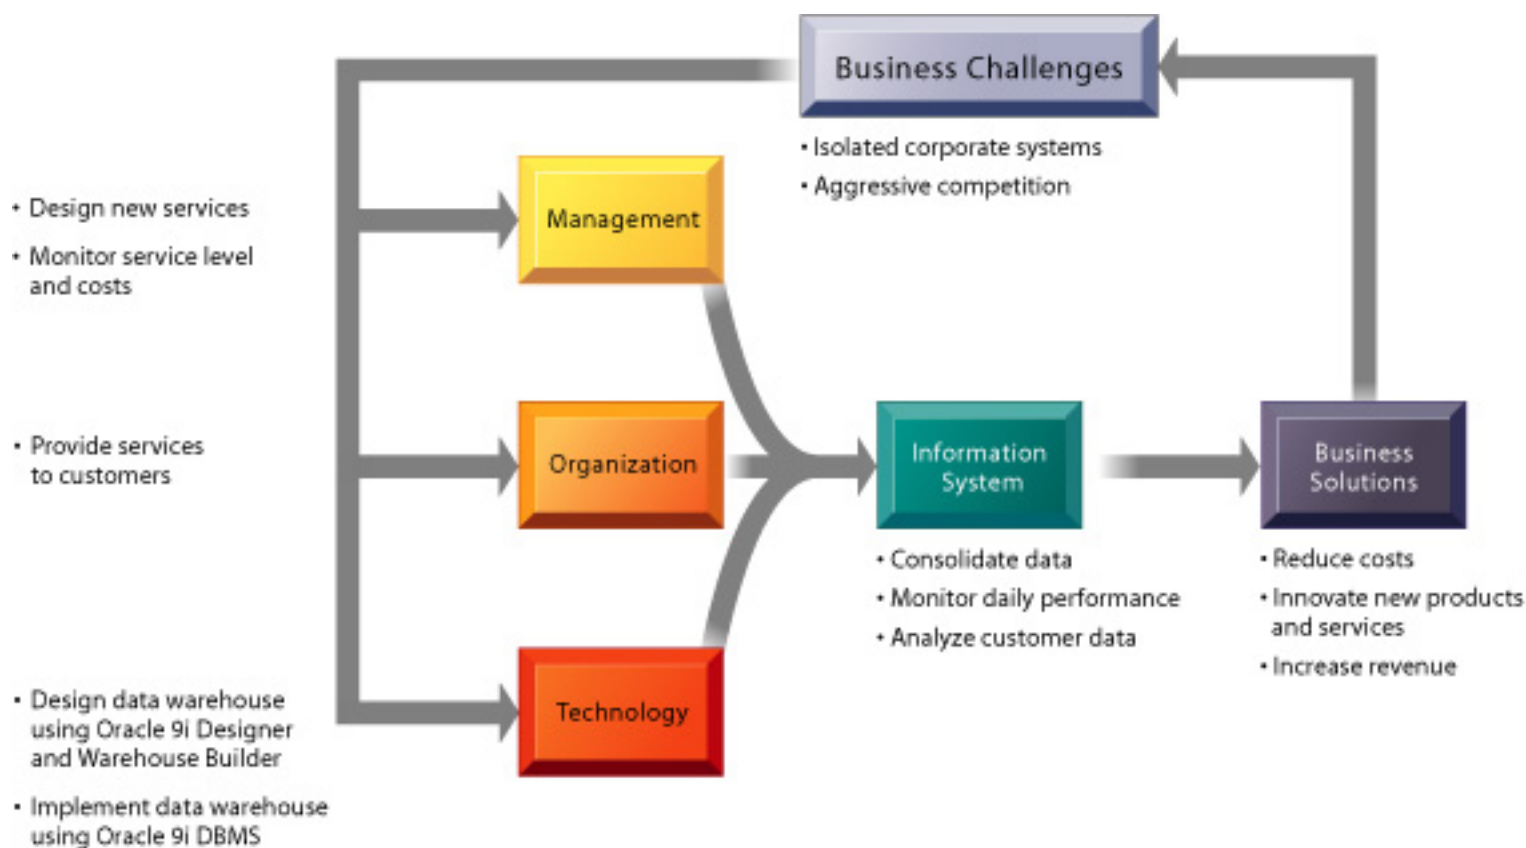 Business Challenges
• Isolated corporate systems
• Aggressive competition
• Design new services
• Monitor service level
and costs
Management
• Provide services
to customers
Organization
Information
System
Business
Solutions
• Consolidate data
• Monitor daily performance
• Analyze customer data
• Reduce costs
• Innovate new products
and services
• Increase revenue
• Design data warehouse
using Oracle 9i Designer
and Warehouse Builder
• Implement data warehouse
using Oracle 9i DBMS
Technology